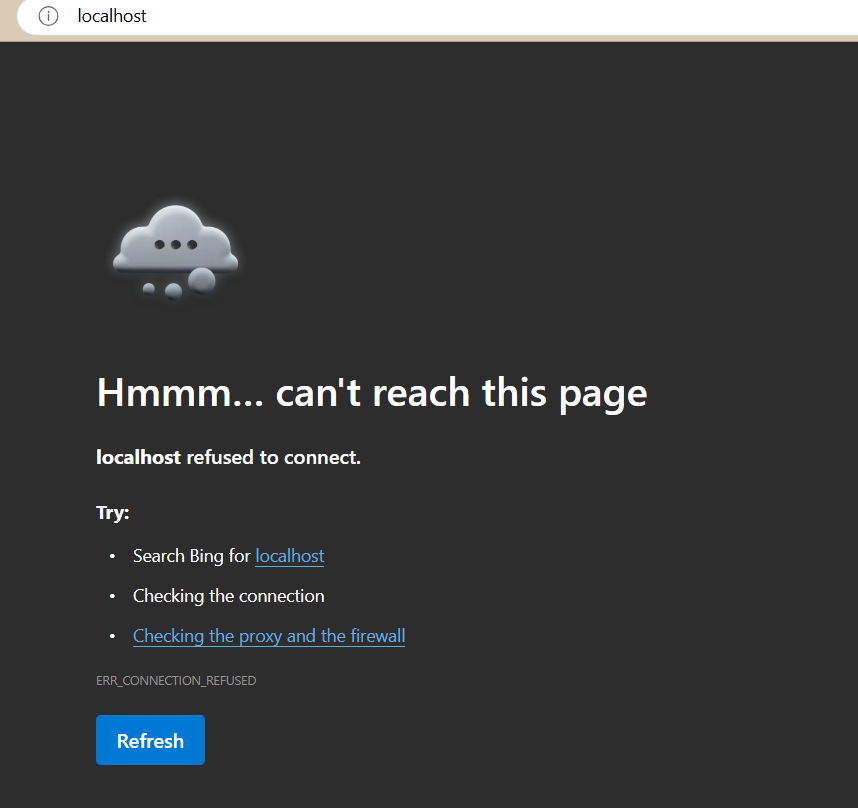 localhost
Hmmm... can't reach this page
localhost refused to connect.
Try:
• Search Bing for localhost
• Checking the connection
• Checking the proxy and the firewall
ERR_CONNECTION_REFUSED
Refresh